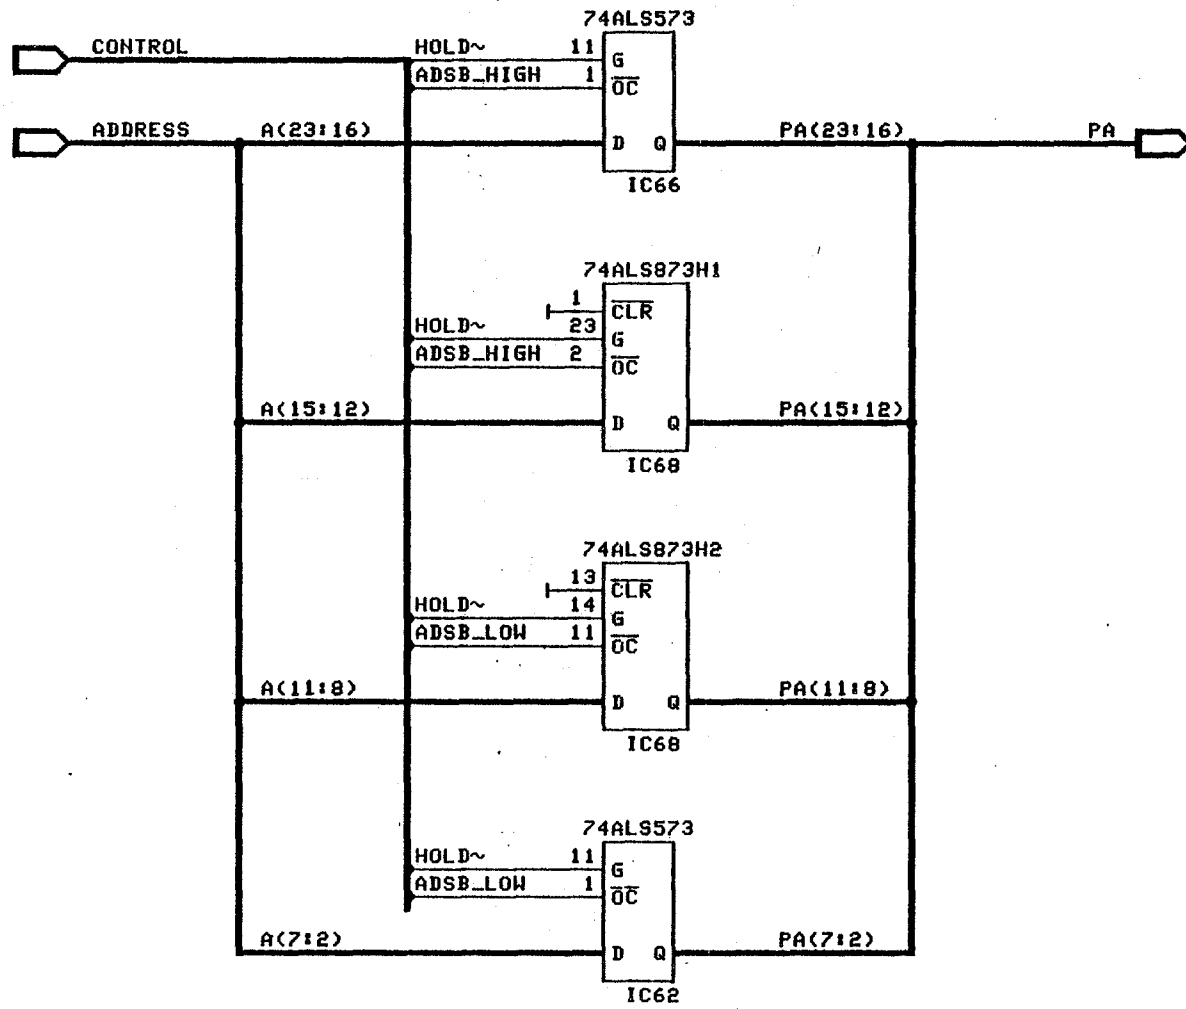 74ALS573
CONTROL HOLD~ 11 G
ADSB_HIGH 1 OC
ADDRESS A(23:16) D Q PA(23:16) PA
IC66
74ALS873H1
1 CLR
HOLD~ 23 G
ADSB_HIGH 2 OC
A(15:12) D Q PA(15:12)
IC68
74ALS873H2
13 CLR
HOLD~ 14 G
ADSB_LOW 11 OC
A(11:8) D Q PA(11:8)
IC68
74ALS573
HOLD~ 11 G
ADSB_LOW 1 OC
A(7:2) D Q PA(7:2)
IC62